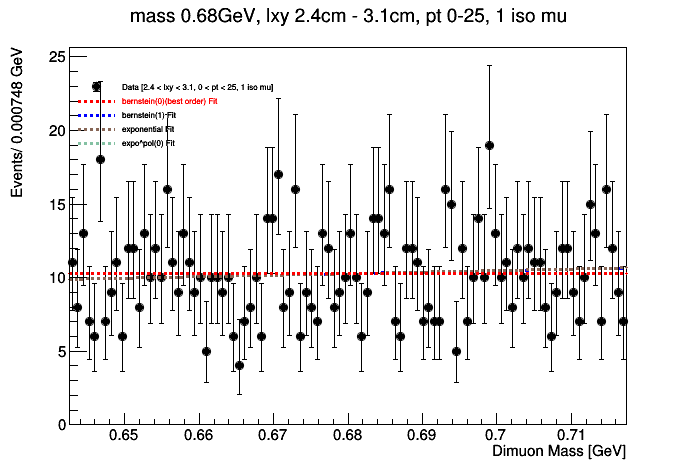 mass 0.68GeV, lxy 2.4cm - 3.1cm, pt 0-25, 1 iso mu
Events/ 0.000748 GeV
25
20
15
10
5
0
Data [2.4 < lxy < 3.1, 0 < pt < 25, 1 iso mu]
bernstein(0)(best order) Fit
bernstein(1) Fit
exponential Fit
expo*pol(0) Fit
0.65 0.66 0.67 0.68 0.69 0.7 0.71
Dimuon Mass [GeV]